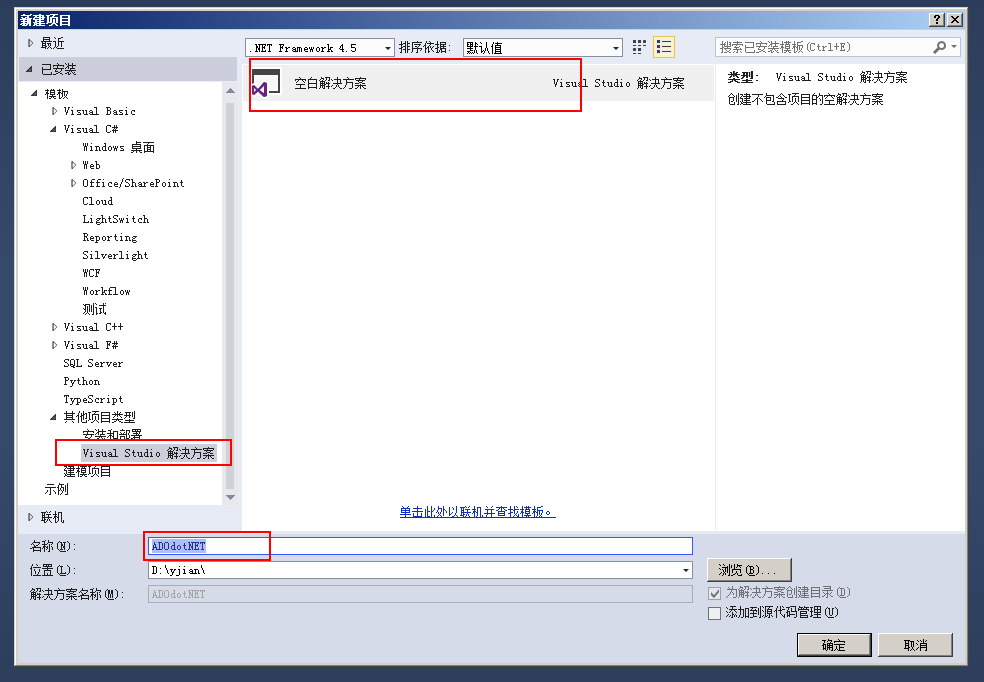 新建项目
最近
.NET Framework 4.5
排序依据:
默认值
搜索已安装模板(Ctrl+E)
已安装
模板
Visual Basic
Visual C#
Windows 桌面
Web
Office/SharePoint
Cloud
LightSwitch
Reporting
Silverlight
WCF
Workflow
测试
Visual C++
Visual F#
SQL Server
Python
TypeScript
其他项目类型
安装和部署
Visual Studio 解决方案
建模项目
示例
联机
空白解决方案
Visual Studio 解决方案
单击此处以联机并查找模板。
类型: Visual Studio 解决方案
创建不包含项目的空解决方案
名称(N):
ADOdotNET
位置(L):
D:\yjian\
浏览(B)...
解决方案名称(M):
ADOdotNET
为解决方案创建目录(D)
添加到源代码管理(U)
确定
取消